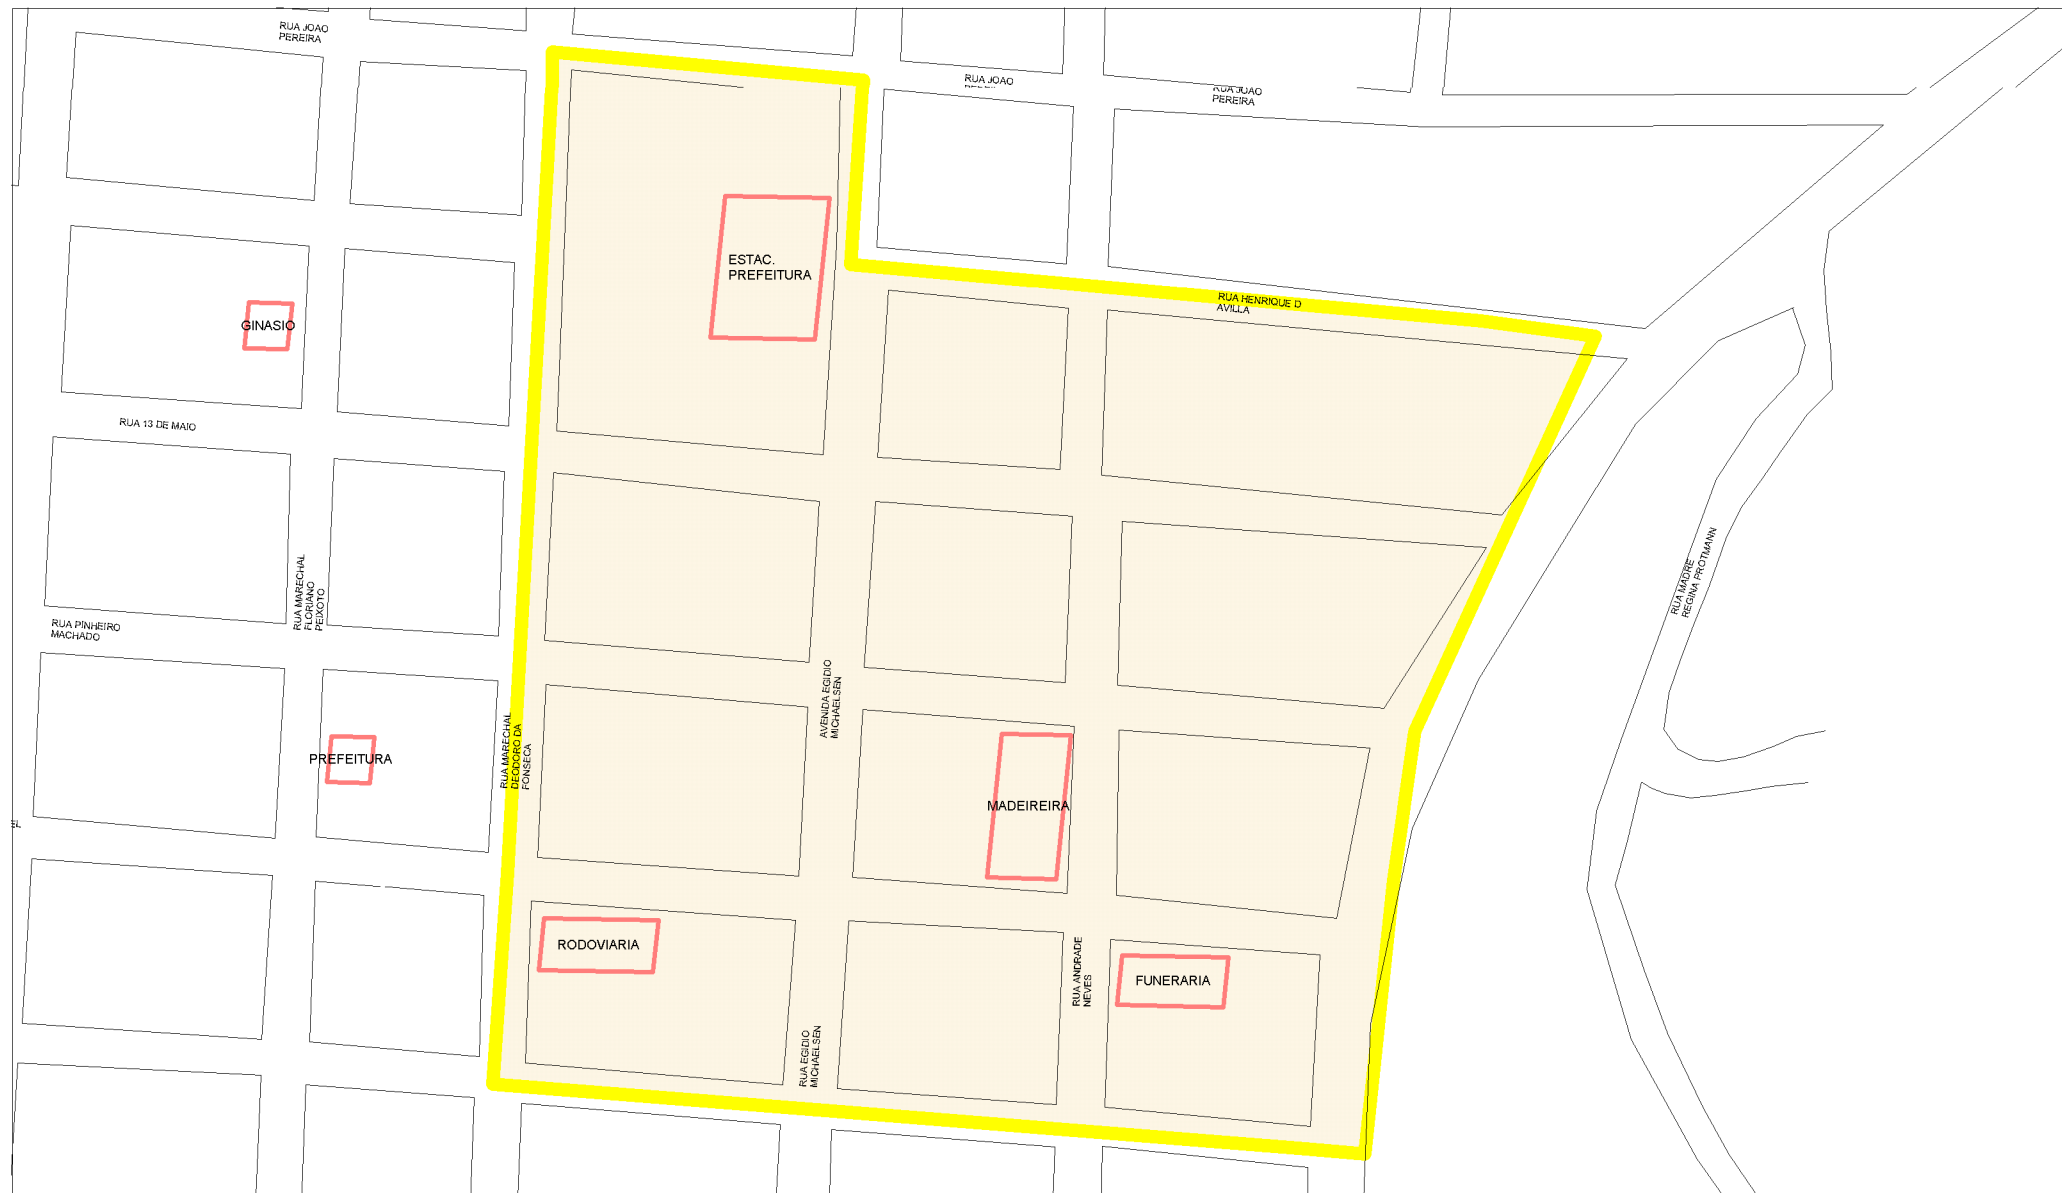 RUA JOAO
PEREIRA
RUA JOAO
RUA JOAO
PEREIRA
ESTAC.
PREFEITURA
RUA HENRIQUE D
AVILLA
GINASIO
RUA 13 DE MAIO
RUA MARECHAL
FLORIANO
PEIXOTO
RUA MADRE
REGINA PROTMANN
RUA PINHEIRO
MACHADO
AVENIDA EGIDIO
MICHAELSEN
RUA MARECHAL
DEODORO DA
FONSECA
PREFEITURA
MADEIREIRA
RODOVIARIA
RUA ANDRADE
NEVES
FUNERARIA
RUA EGIDIO
MICHAELSEN